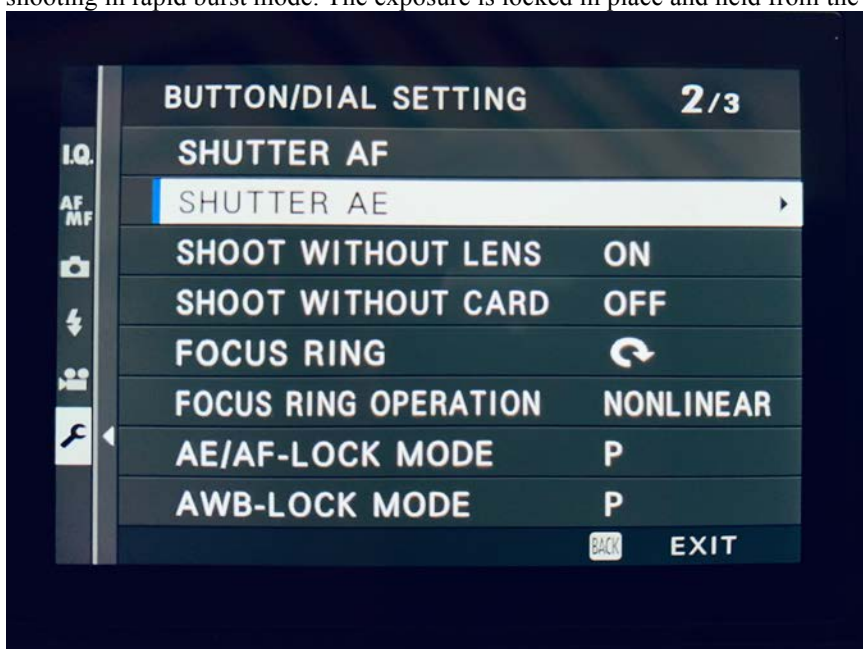 shooting in rapid burst mode. The exposure is locked in place and held from the
BUTTON/DIAL SETTING 2/3
I.Q.
SHUTTER AF
AF MF
SHUTTER AE
SHOOT WITHOUT LENS ON
SHOOT WITHOUT CARD OFF
FOCUS RING
FOCUS RING OPERATION NONLINEAR
AE/AF-LOCK MODE P
AWB-LOCK MODE P
BACK EXIT